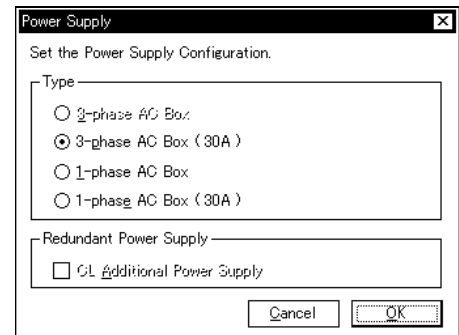 Power Supply
Set the Power Supply Configuration.
Type
3-phase AC Box
3-phase AC Box ( 30A )
1-phase AC Box
1-phase AC Box ( 30A )
Redundant Power Supply
CL Additional Power Supply
Cancel
OK